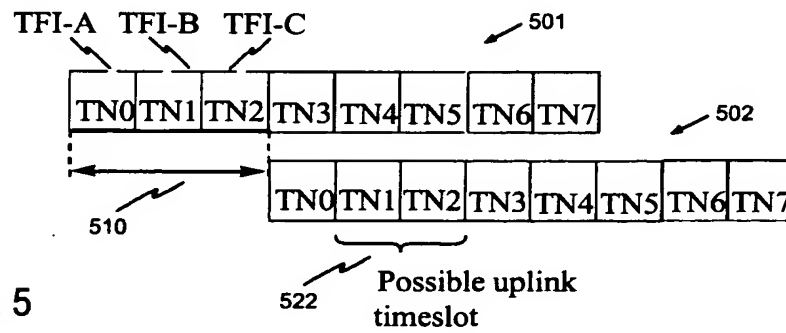 TFI-A TFI-B TFI-C
501
TN0 TN1 TN2 TN3 TN4 TN5 TN6 TN7
502
TN0 TN1 TN2 TN3 TN4 TN5 TN6 TN7
510
522
Possible uplink
timeslot
5